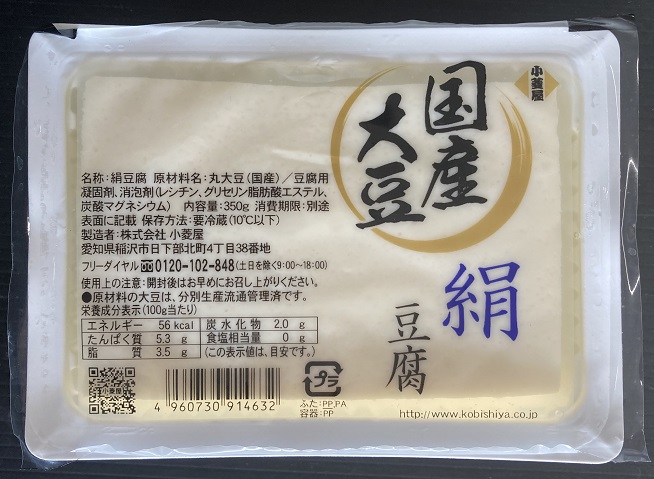 小菱屋
国産
大豆
絹
豆腐
名称:絹豆腐 原材料名:丸大豆(国産)/豆腐用
凝固剤、消泡剤(レシチン、グリセリン脂肪酸エステル、
炭酸マグネシウム) 内容量:350g 消費期限:別途
表面に記載 保存方法:要冷蔵(10℃以下)
製造者:株式会社 小菱屋
愛知県稲沢市日下部北町4丁目38番地
フリーダイヤル 0120-102-848(土日を除く9:00~18:00)
使用上の注意:開封後はお早めにお召し上がりください。
●原材料の大豆は、分別生産流通管理済です。
栄養成分表示(100g当たり)
エネルギー 56 kcal 炭水化物 2.0 g
たんぱく質 5.3 g 食塩相当量 0 g
脂質 3.5 g (この表示値は、目安です。)
小菱屋
4 960730 914632
プラ
ふた:PP,PA
容器:PP
http://www.kobishiya.co.jp